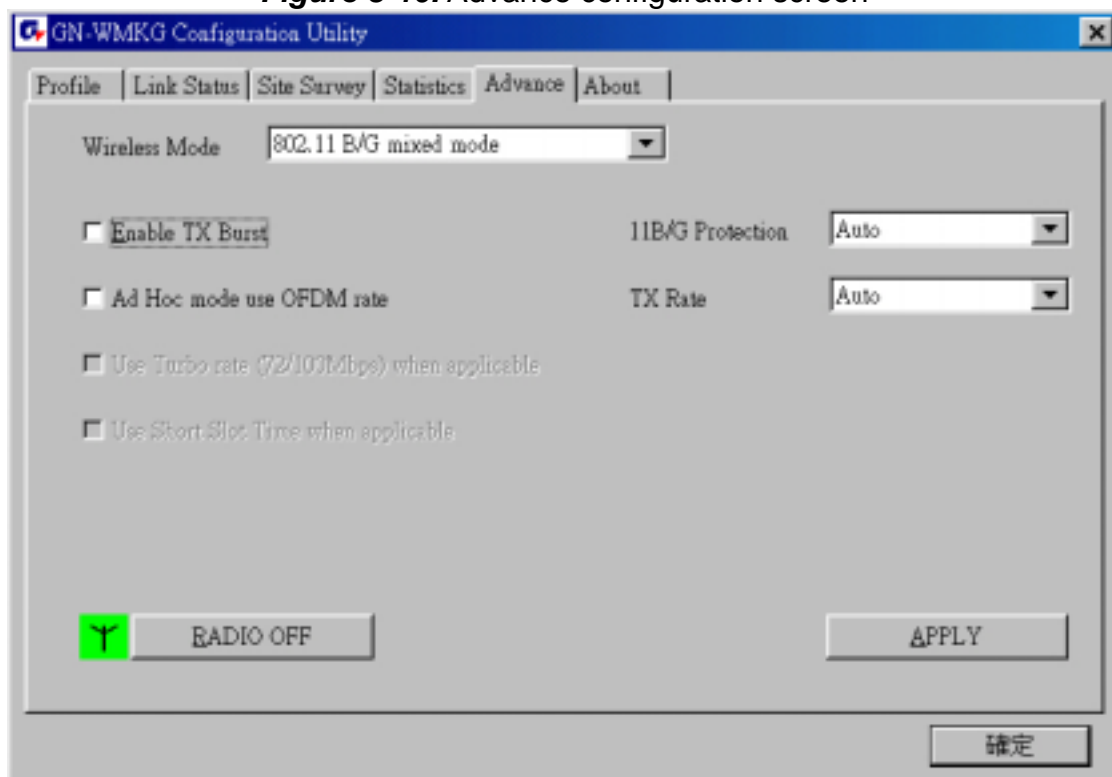 Advance configuration screen
GN-WMKG Configuration Utility
Profile Link Status Site Survey Statistics Advance About
Wireless Mode 802.11 B/G mixed mode
Enable TX Burst 11B/G Protection Auto
Ad Hoc mode use OFDM rate TX Rate Auto
Use Turbo rate when applicable
Use Short Slot Time when applicable
RADIO OFF APPLY
確定